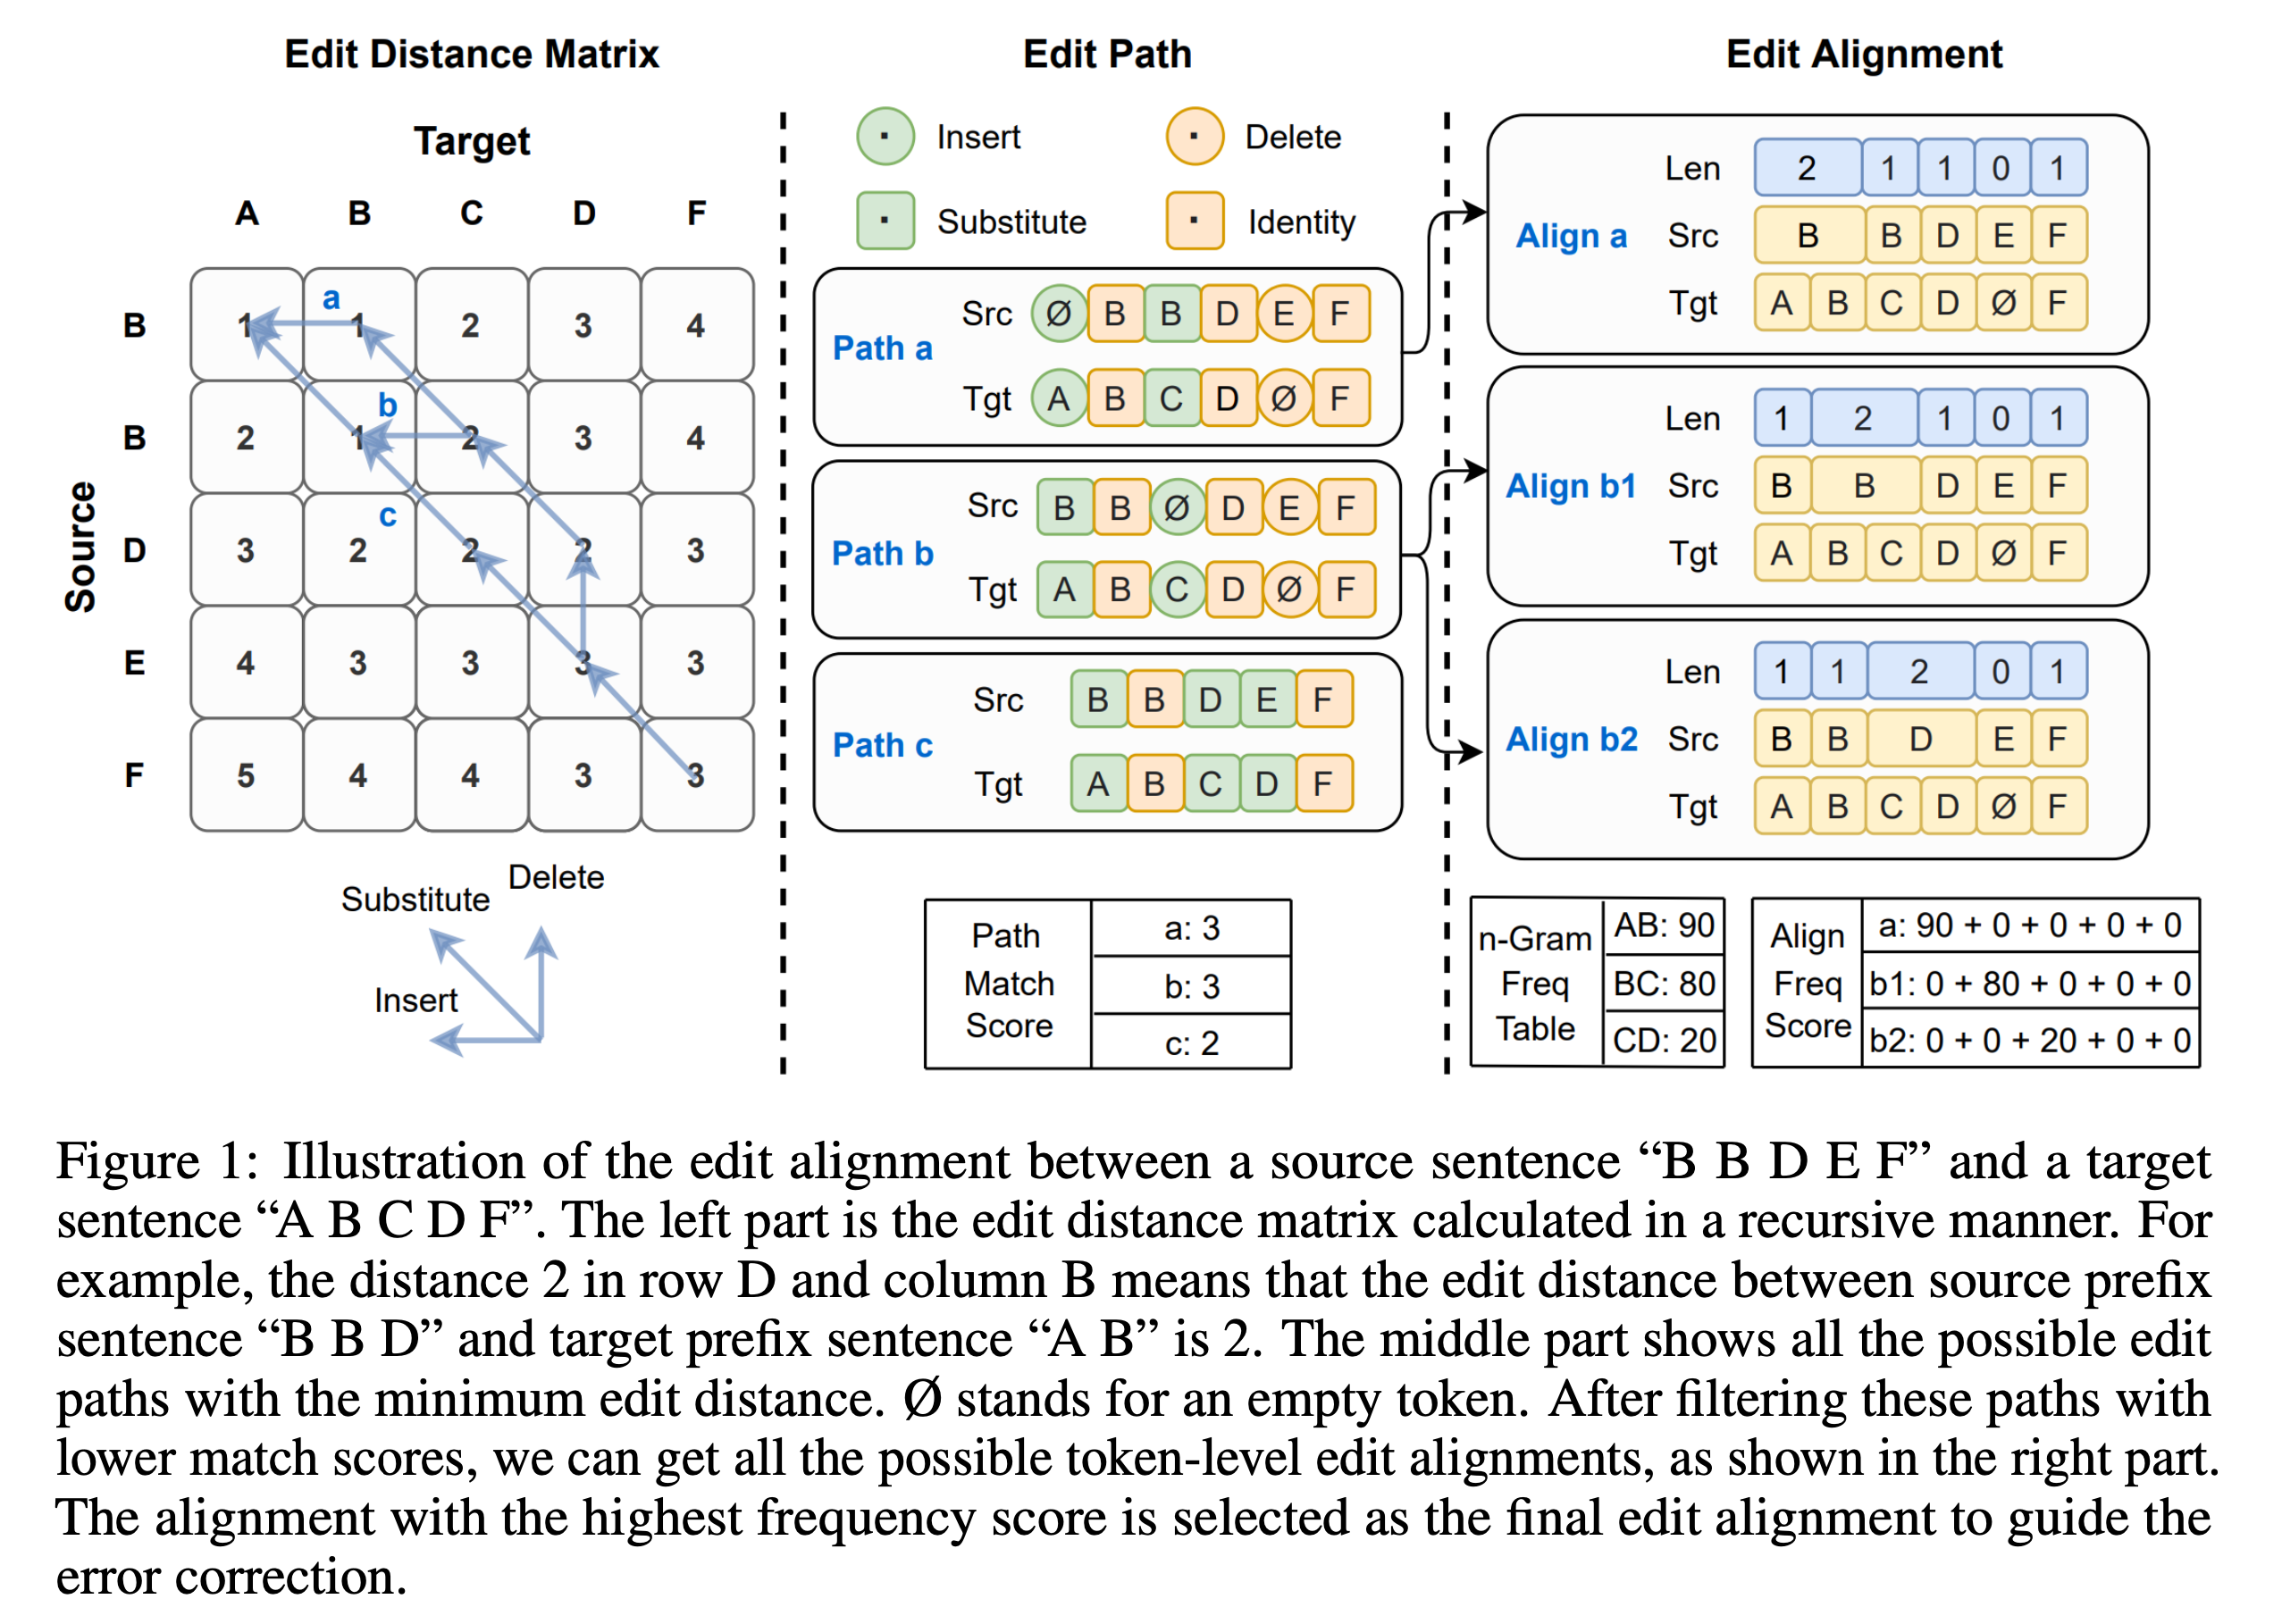 Edit Distance Matrix
Target
A B C D F
Source
B 1 1 2 3 4
B 2 1 2 3 4
D 3 2 2 2 3
E 4 3 3 3 3
F 5 4 4 3 3
a
b
c
Substitute
Delete
Insert
Edit Path
· Insert
· Delete
· Substitute
· Identity
Path a
Src Ø B B D E F
Tgt A B C D Ø F
Path b
Src B B Ø D E F
Tgt A B C D Ø F
Path c
Src B B D E F
Tgt A B C D F
Path
Match
Score
a: 3
b: 3
c: 2
Edit Alignment
Align a
Len 2 1 1 0 1
Src B B D E F
Tgt A B C D Ø F
Align b1
Len 1 2 1 0 1
Src B B D E F
Tgt A B C D Ø F
Align b2
Len 1 1 2 0 1
Src B B D E F
Tgt A B C D Ø F
n-Gram
Freq
Table
AB: 90
BC: 80
CD: 20
Align
Freq
Score
a: 90 + 0 + 0 + 0 + 0
b1: 0 + 80 + 0 + 0 + 0
b2: 0 + 0 + 20 + 0 + 0
Figure 1: Illustration of the edit alignment between a source sentence “B B D E F” and a target
sentence “A B C D F”. The left part is the edit distance matrix calculated in a recursive manner. For
example, the distance 2 in row D and column B means that the edit distance between source prefix
sentence “B B D” and target prefix sentence “A B” is 2. The middle part shows all the possible edit
paths with the minimum edit distance. Ø stands for an empty token. After filtering these paths with
lower match scores, we can get all the possible token-level edit alignments, as shown in the right part.
The alignment with the highest frequency score is selected as the final edit alignment to guide the
error correction.